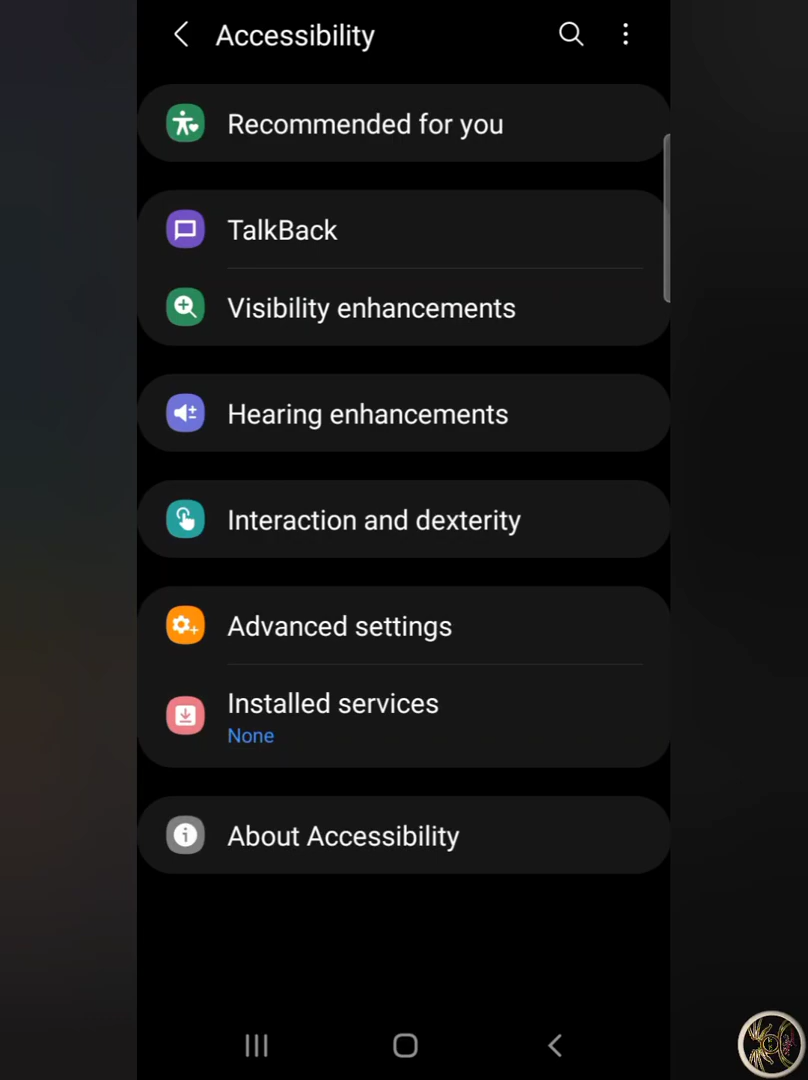 Accessibility
Recommended for you
TalkBack
Visibility enhancements
Hearing enhancements
Interaction and dexterity
Advanced settings
Installed services
None
About Accessibility